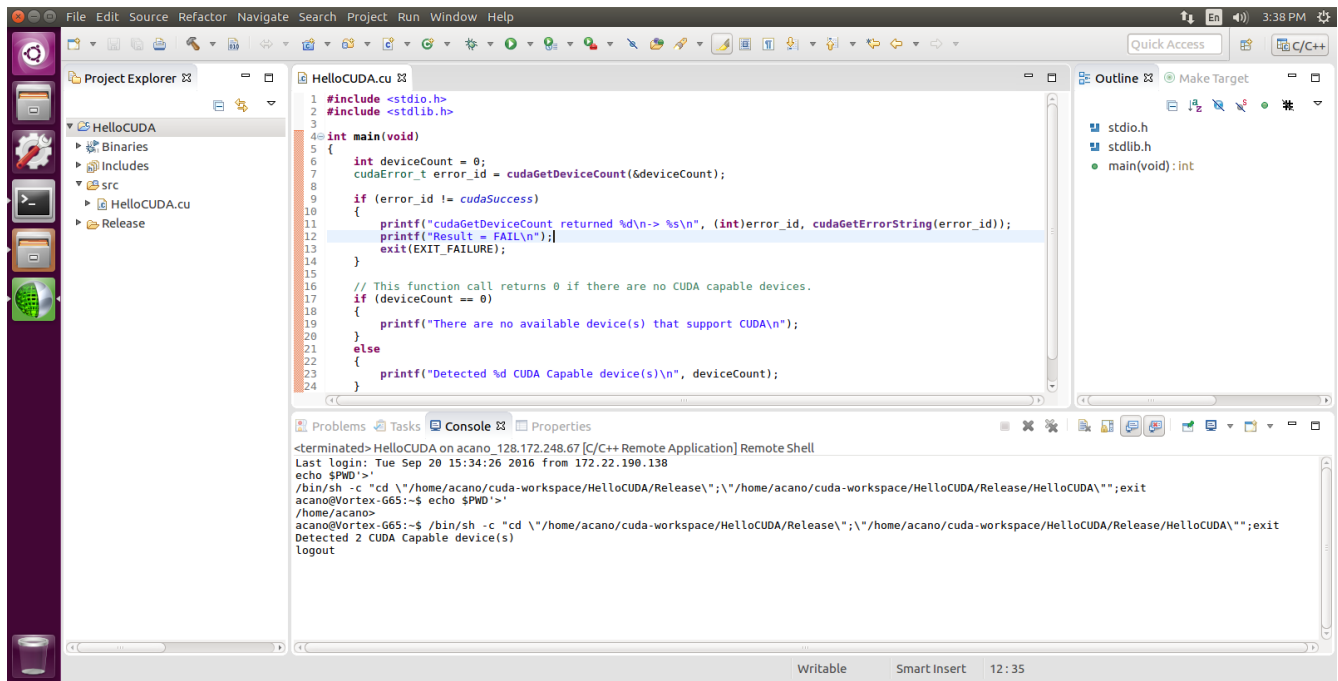 File Edit Source Refactor Navigate Search Project Run Window Help
En 3:38 PM
Quick Access C/C++
Project Explorer
HelloCUDA
Binaries
Includes
src
HelloCUDA.cu
Release
HelloCUDA.cu
1 #include <stdio.h>
2 #include <stdlib.h>
3
4 int main(void)
5 {
6 int deviceCount = 0;
7 cudaError_t error_id = cudaGetDeviceCount(&deviceCount);
8
9 if (error_id != cudaSuccess)
10 {
11 printf("cudaGetDeviceCount returned %d\n-> %s\n", (int)error_id, cudaGetErrorString(error_id));
12 printf("Result = FAIL\n");
13 exit(EXIT_FAILURE);
14 }
15
16 // This function call returns 0 if there are no CUDA capable devices.
17 if (deviceCount == 0)
18 {
19 printf("There are no available device(s) that support CUDA\n");
20 }
21 else
22 {
23 printf("Detected %d CUDA Capable device(s)\n", deviceCount);
24 }
Outline Make Target
stdio.h
stdlib.h
main(void) : int
Problems Tasks Console Properties
<terminated> HelloCUDA on acano_128.172.248.67 [C/C++ Remote Application] Remote Shell
Last login: Tue Sep 20 15:34:26 2016 from 172.22.190.138
echo $PWD'>'
/bin/sh -c "cd \"/home/acano/cuda-workspace/HelloCUDA/Release\";\"/home/acano/cuda-workspace/HelloCUDA/Release/HelloCUDA\"";exit
acano@Vortex-G65:~$ echo $PWD'>'
/home/acano>
acano@Vortex-G65:~$ /bin/sh -c "cd \"/home/acano/cuda-workspace/HelloCUDA/Release\";\"/home/acano/cuda-workspace/HelloCUDA/Release/HelloCUDA\"";exit
Detected 2 CUDA Capable device(s)
logout
Writable Smart Insert 12 : 35